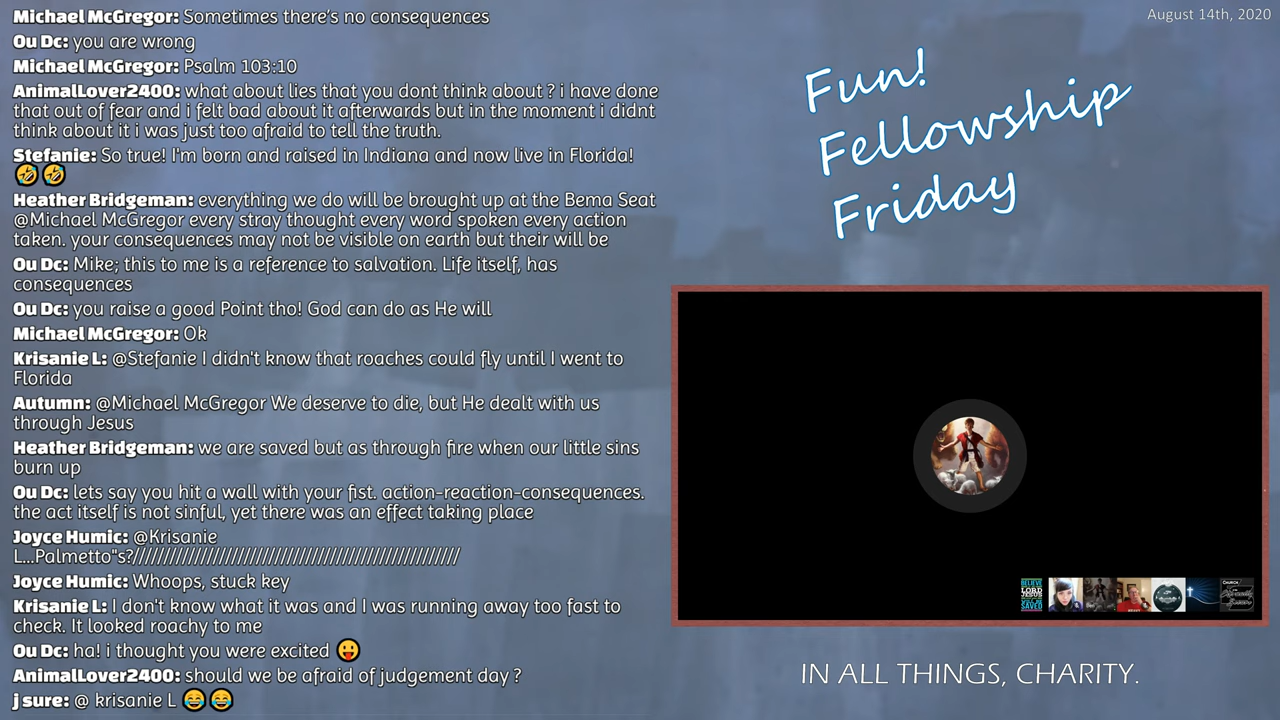 Michael McGregor: Sometimes there's no consequences
Ou Dc: you are wrong
Michael McGregor: Psalm 103:10
AnimalLover2400: what about lies that you dont think about ? i have done
that out of fear and i felt bad about it afterwards but in the moment i didnt
think about it i was just too afraid to tell the truth.
Stefanie: So true! I'm born and raised in Indiana and now live in Florida!
🤣🤣
Heather Bridgeman: everything we do will be brought up at the Bema Seat
@Michael McGregor every stray thought every word spoken every action
taken. your consequences may not be visible on earth but their will be
Ou Dc: Mike; this to me is a reference to salvation. Life itself, has
consequences
Ou Dc: you raise a good Point tho! God can do as He will
Michael McGregor: Ok
Krisanie L: @Stefanie I didn't know that roaches could fly until I went to
Florida
Autumn: @Michael McGregor We deserve to die, but He dealt with us
through Jesus
Heather Bridgeman: we are saved but as through fire when our little sins
burn up
Ou Dc: lets say you hit a wall with your fist. action-reaction-consequences.
the act itself is not sinful, yet there was an effect taking place
Joyce Humic: @Krisanie
L...Palmetto"s?//////////////////////////////////////////////////////
Joyce Humic: Whoops, stuck key
Krisanie L: I don't know what it was and I was running away too fast to
check. It looked roachy to me
Ou Dc: ha! i thought you were excited 😜
AnimalLover2400: should we be afraid of judgement day ?
j sure: @ krisanie L 😂😂
August 14th, 2020
Fun!
Fellowship
Friday
BELIEVE
LORD
JESUS
SAVED
CHURCH
IN ALL THINGS, CHARITY.